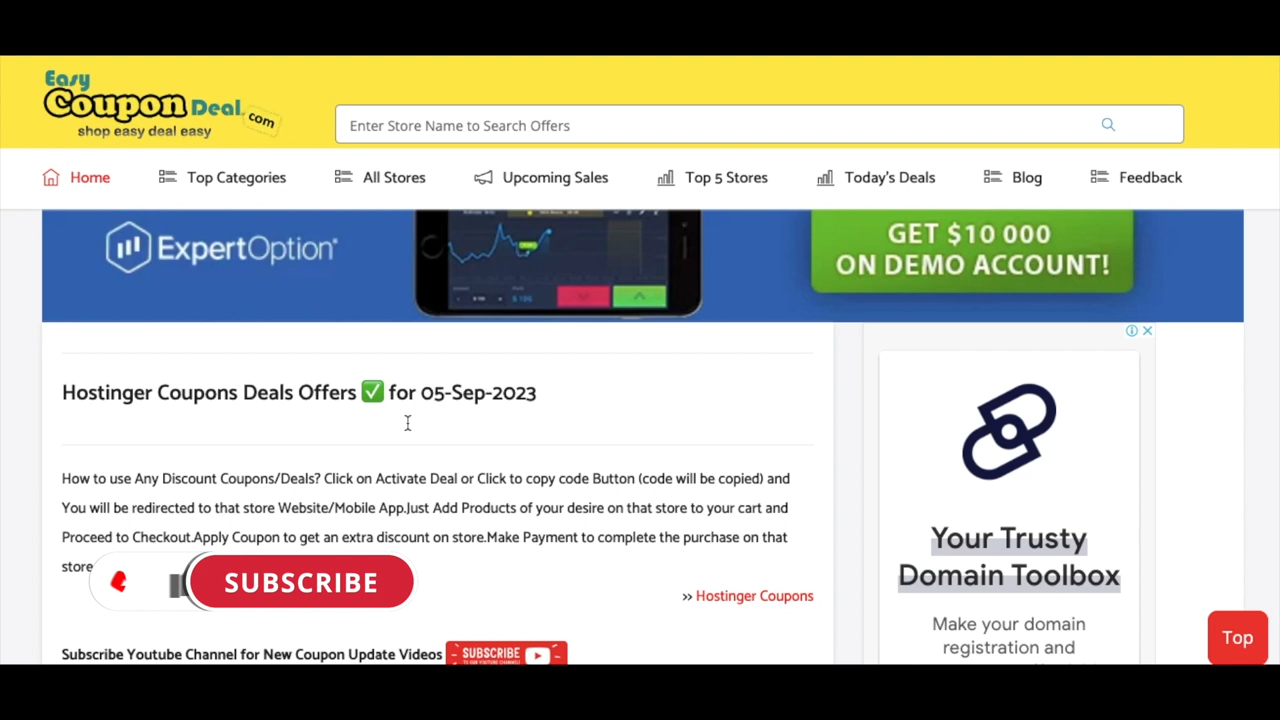 Easy
Coupon Deal.com
shop easy deal easy
Enter Store Name to Search Offers
Home
Top Categories
All Stores
Upcoming Sales
Top 5 Stores
Today's Deals
Blog
Feedback
ExpertOption
GET $10 000
ON DEMO ACCOUNT!
Hostinger Coupons Deals Offers ✅ for 05-Sep-2023
How to use Any Discount Coupons/Deals? Click on Activate Deal or Click to copy code Button (code will be copied) and
You will be redirected to that store Website/Mobile App.Just Add Products of your desire on that store to your cart and
Proceed to Checkout.Apply Coupon to get an extra discount on store.Make Payment to complete the purchase on that
store
SUBSCRIBE
>> Hostinger Coupons
Subscribe Youtube Channel for New Coupon Update Videos
SUBSCRIBE
Your Trusty
Domain Toolbox
Make your domain
registration and
Top